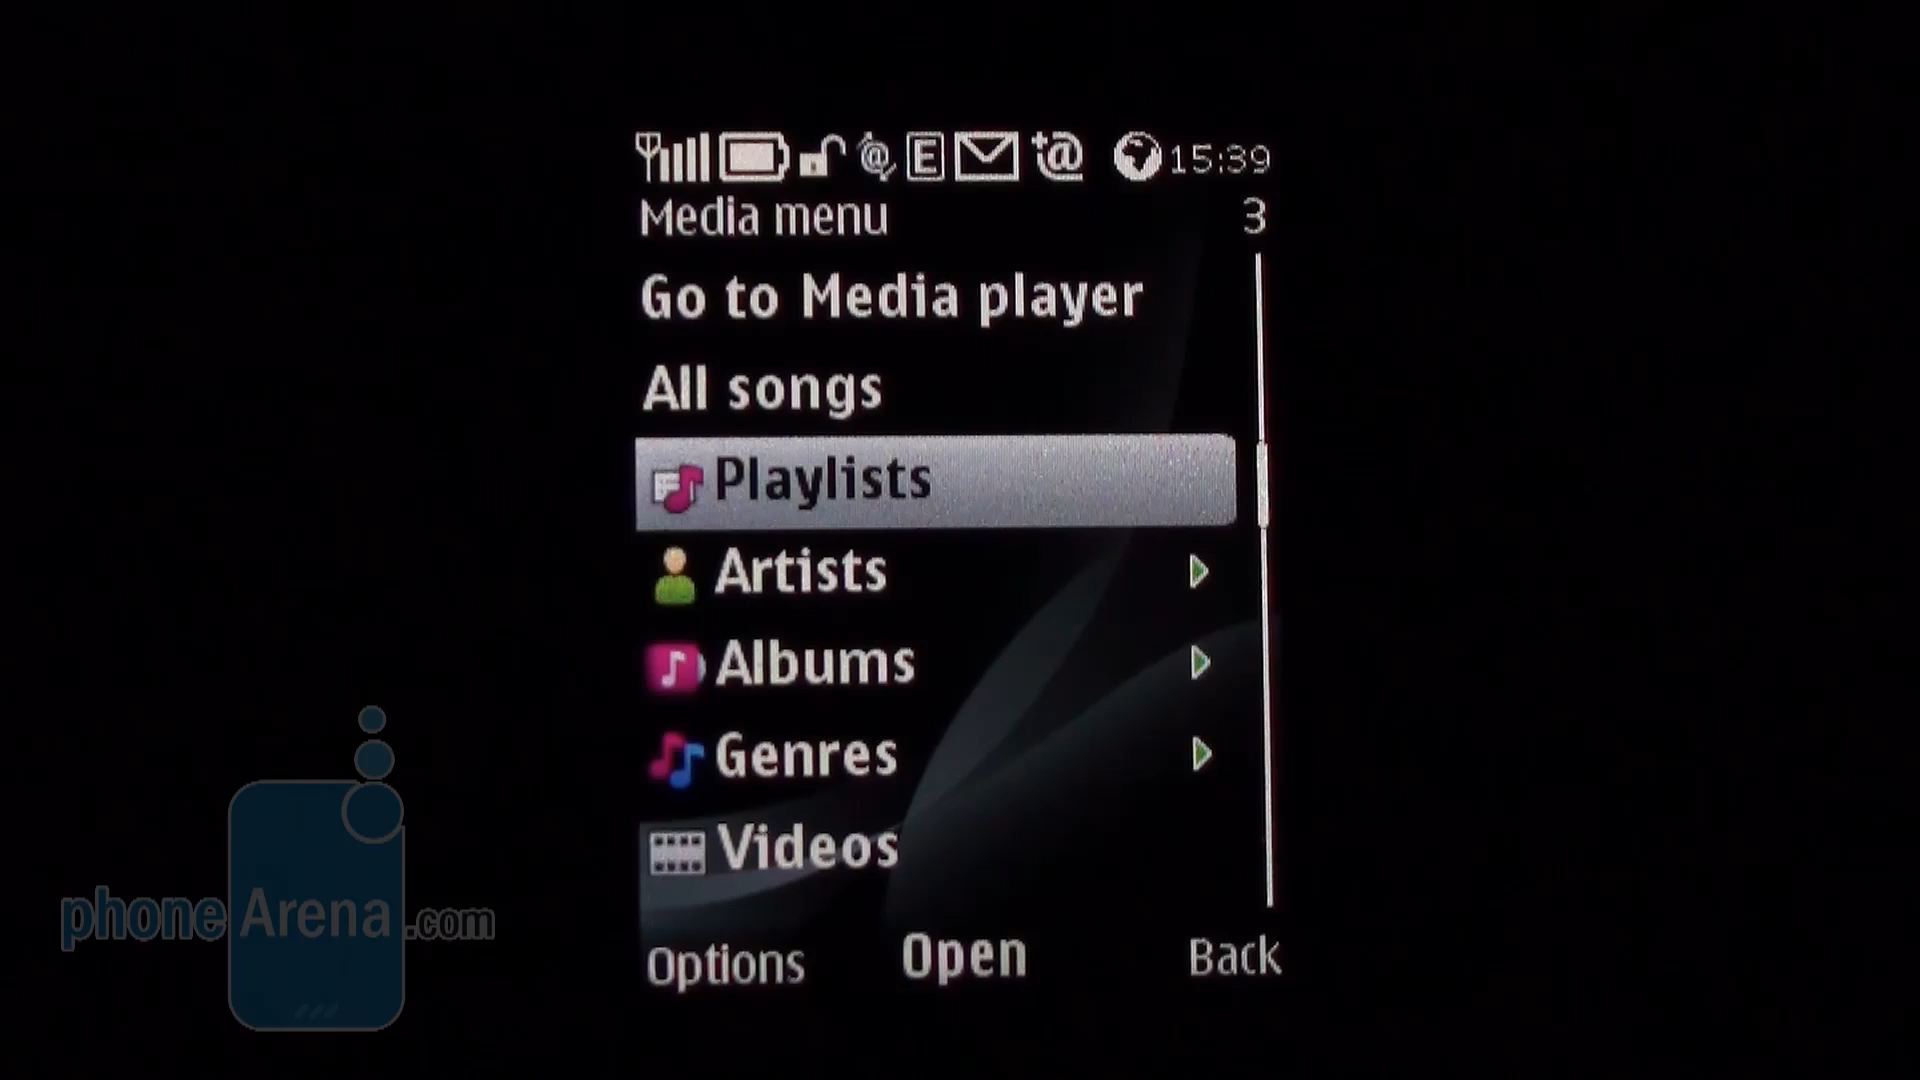 E @ 15:39
Media menu 3
Go to Media player
All songs
Playlists
Artists
Albums
Genres
Videos
Options Open Back
phoneArena.com